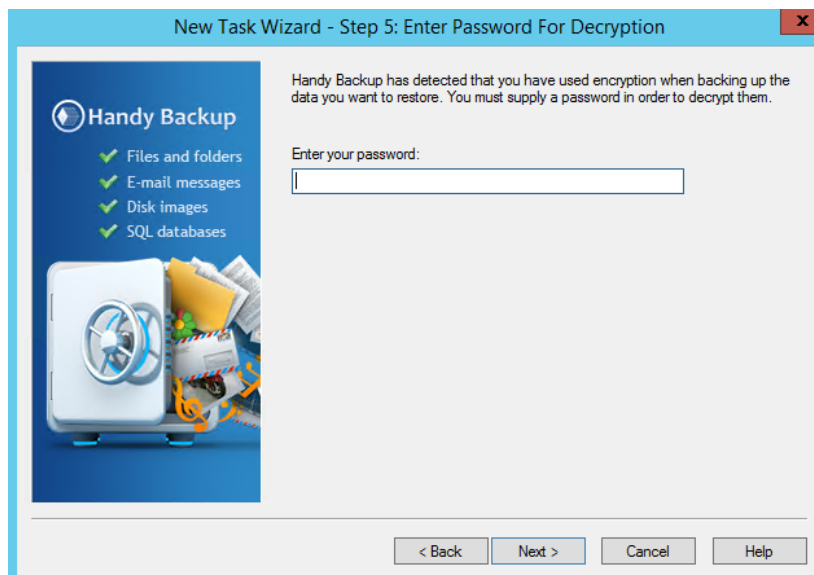 New Task Wizard - Step 5: Enter Password For Decryption
x
Handy Backup
Files and folders
E-mail messages
Disk images
SQL databases
Handy Backup has detected that you have used encryption when backing up the
data you want to restore. You must supply a password in order to decrypt them.
Enter your password:
< Back
Next >
Cancel
Help